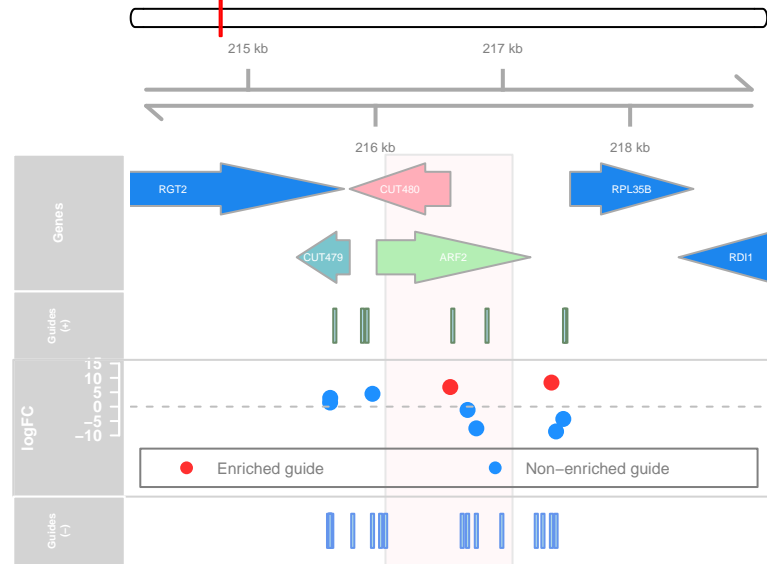 215 kb
217 kb
216 kb
218 kb
Genes
RGT2
CUT480
RPL35B
CUT479
ARF2
RDI1
Guides
(+)
logFC
15
10
5
0
−5
−10
Enriched guide
Non−enriched guide
Guides
(−)